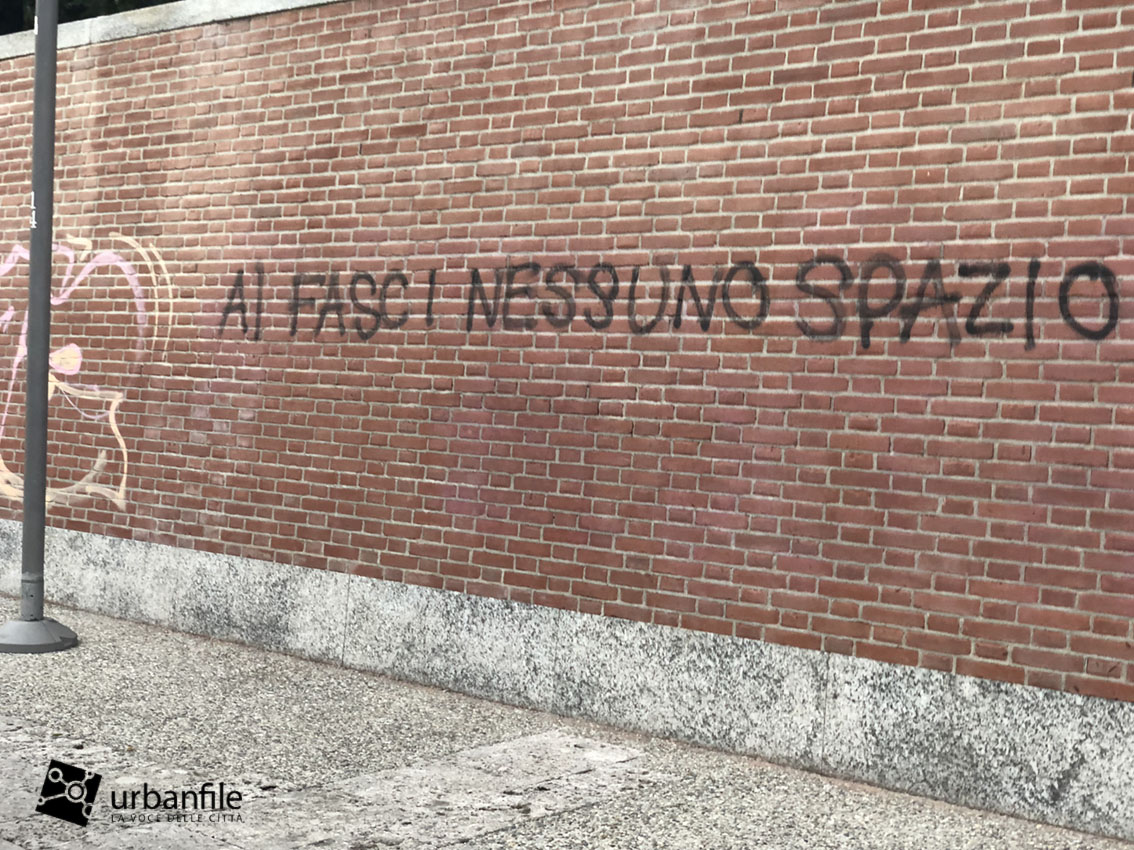 AI FASCI NESSUNO SPAZIO
urbanfile
LA VOCE DELLE CITTÀ